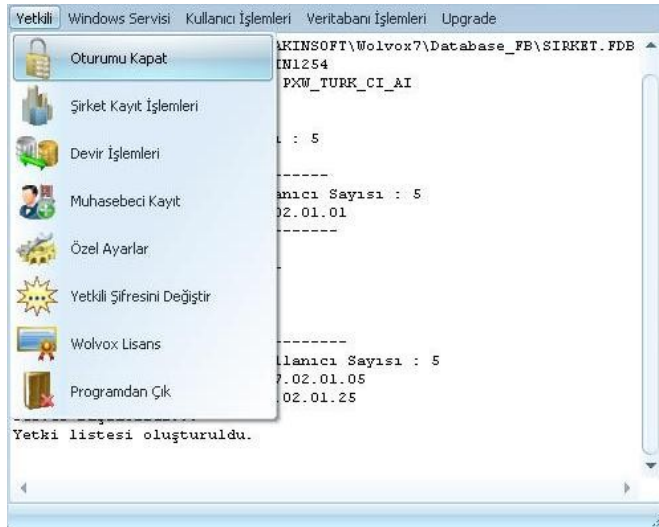 Yetkili Windows Servisi Kullanıcı İşlemleri Veritabanı İşlemleri Upgrade
Oturumu Kapat
Şirket Kayıt İşlemleri
Devir İşlemleri
Muhasebeci Kayıt
Özel Ayarlar
Yetkili Şifresini Değiştir
Wolvox Lisans
Programdan Çık
AKINSOFT\Wolvox7\Database_FB\SIRKET.FDB
IN1254
PXW_TURK_CI_AI
: 5
------
anıcı Sayısı : 5
02.01.01
------
------
llanıcı Sayısı : 5
7.02.01.05
.02.01.25
Yetki listesi oluşturuldu.